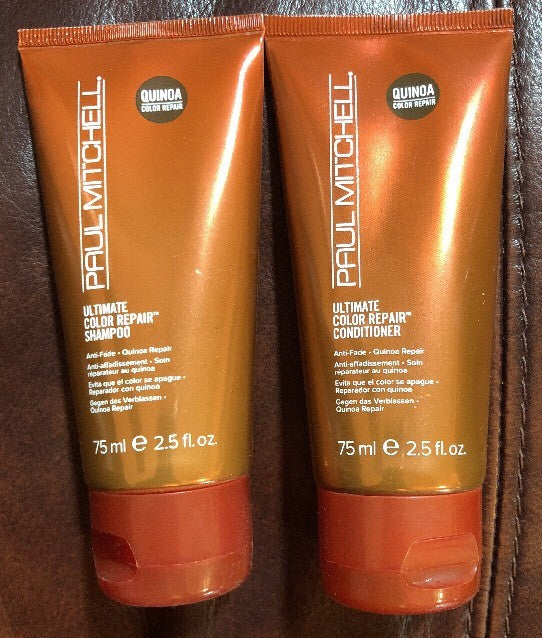 QUINOA
COLOR REPAIR
PAUL MITCHELL®
ULTIMATE
COLOR REPAIR™
SHAMPOO
Anti-Fade • Quinoa Repair
Anti-affadissement • Soin
réparateur au quinoa
Evita que el color se apague •
Reparador con quinoa
Gegen das Verblassen •
Quinoa Repair
75 ml ℮ 2.5 fl. oz.
QUINOA
COLOR REPAIR
PAUL MITCHELL®
ULTIMATE
COLOR REPAIR™
CONDITIONER
Anti-Fade • Quinoa Repair
Anti-affadissement • Soin
réparateur au quinoa
Evita que el color se apague •
Reparador con quinoa
Gegen das Verblassen •
Quinoa Repair
75 ml ℮ 2.5 fl. oz.